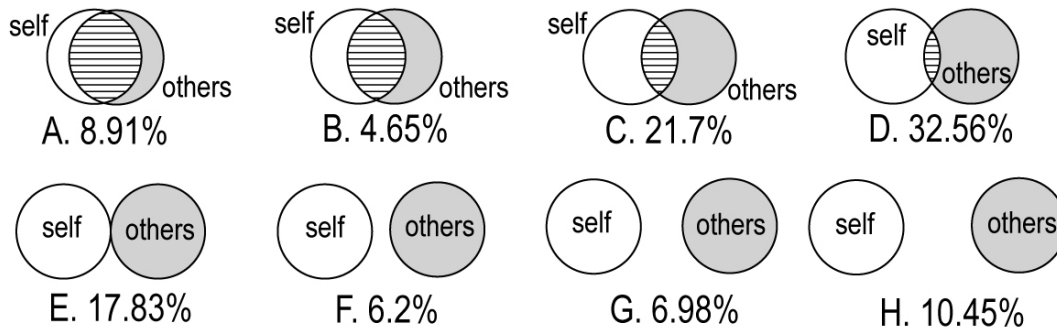 self others
A. 8.91%
self others
B. 4.65%
self others
C. 21.7%
self others
D. 32.56%
self others
E. 17.83%
self others
F. 6.2%
self others
G. 6.98%
self others
H. 10.45%